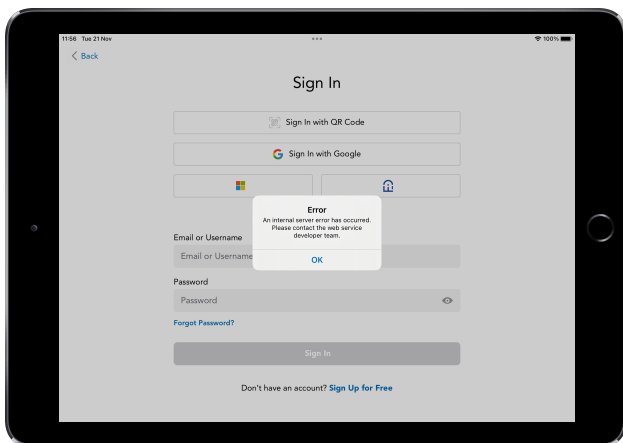 11:56 Tue 21 Nov
100%
Back
Sign In
Sign In with QR Code
Sign In with Google
Error
An internal server error has occurred.
Please contact the web service
developer team.
OK
Email or Username
Email or Username
Password
Password
Forgot Password?
Sign In
Don't have an account? Sign Up for Free